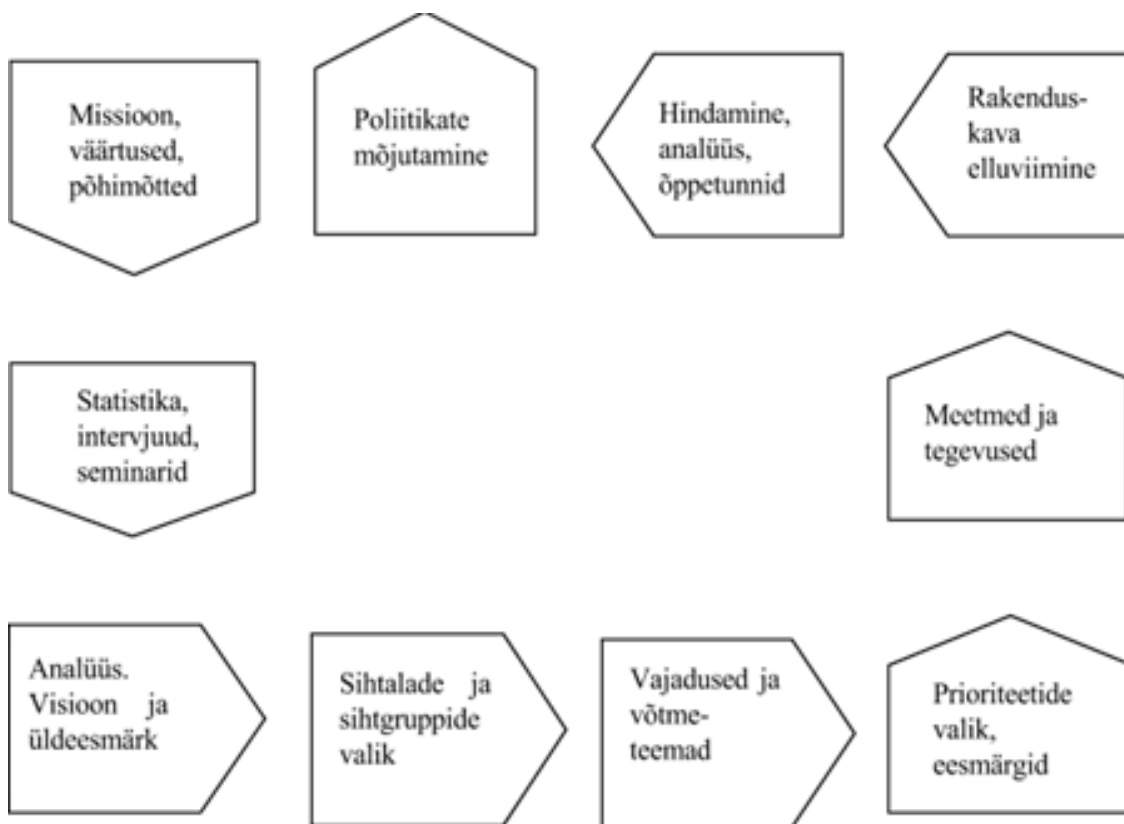 Missioon,
väärtused,
põhimõtted
Poliitikate
mõjutamine
Hindamine,
analüüs,
õppetunnid
Rakendus-
kava
elluviimine
Statistika,
intervjuud,
seminarid
Meetmed ja
tegevused
Analüüs.
Visioon ja
üldeesmärk
Sihtalade ja
sihtgruppide
valik
Vajadused ja
võtme-
teemad
Prioriteetide
valik,
eesmärgid